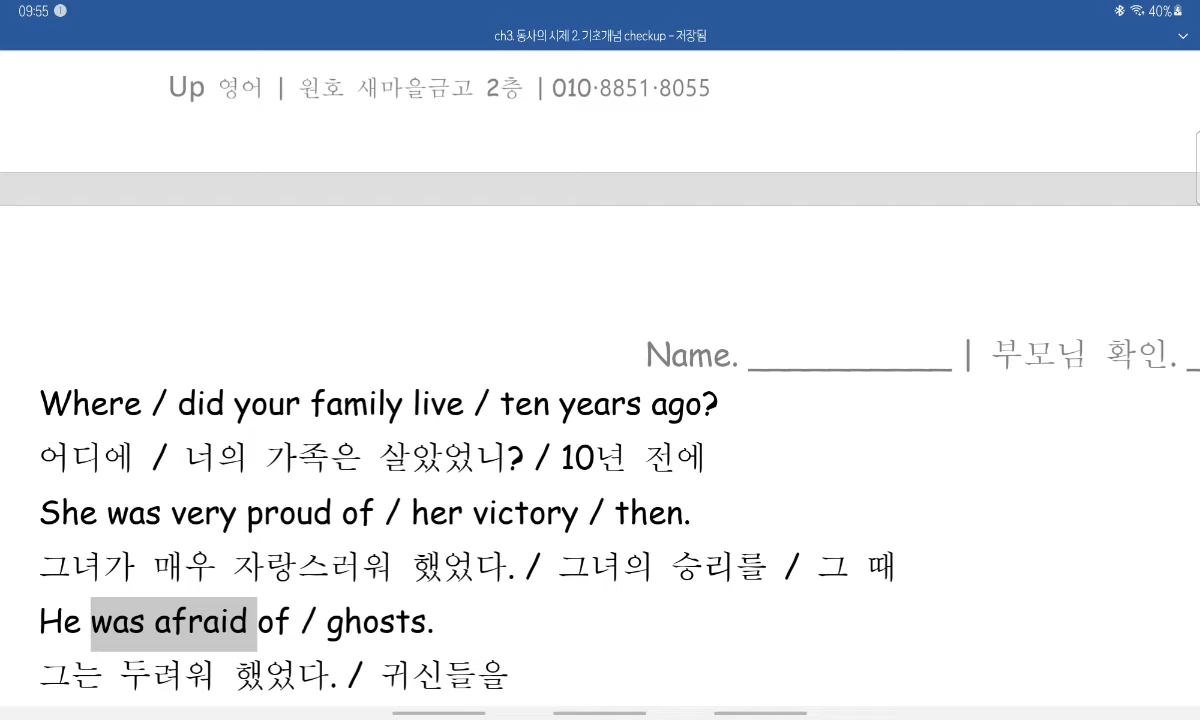 09:55
40%
ch3. 동사의 시제 2. 기초개념 checkup - 저장됨
Up 영어 | 원호 새마을금고 2층 | 010·8851·8055
Name. ____________ | 부모님 확인. _
Where / did your family live / ten years ago?
어디에 / 너의 가족은 살았었니? / 10년 전에
She was very proud of / her victory / then.
그녀가 매우 자랑스러워 했었다. / 그녀의 승리를 / 그 때
He was afraid of / ghosts.
그는 두려워 했었다. / 귀신들을